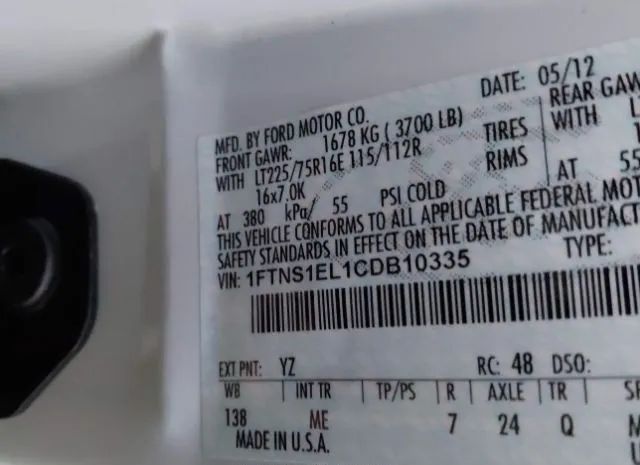 DATE: 05/12
MFD. BY FORD MOTOR CO.
FRONT GAWR: 1678 KG ( 3700 LB)
REAR GAW
WITH LT225/75R16E 115/112R TIRES
WITH
16x7.0K RIMS
AT 380 kPa/ 55 PSI COLD
AT 55
THIS VEHICLE CONFORMS TO ALL APPLICABLE FEDERAL MOT
SAFETY STANDARDS IN EFFECT ON THE DATE OF MANUFACT
VIN: 1FTNS1EL1CDB10335
TYPE:
EXT PNT: YZ RC: 48 DSO:
WB INT TR TP/PS R AXLE TR
138 ME 7 24 Q
MADE IN U.S.A.